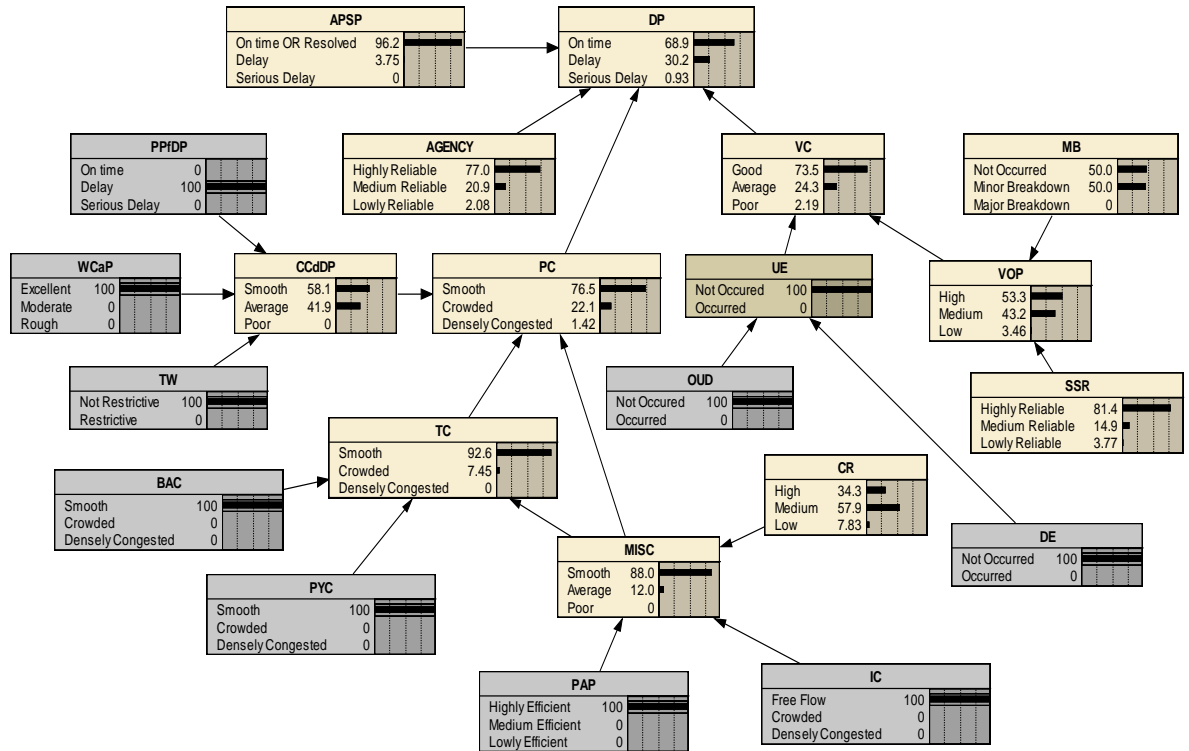 APSP
On time OR Resolved 96.2
Delay 3.75
Serious Delay 0
DP
On time 68.9
Delay 30.2
Serious Delay 0.93
PPfDP
On time 0
Delay 100
Serious Delay 0
AGENCY
Highly Reliable 77.0
Medium Reliable 20.9
Lowly Reliable 2.08
VC
Good 73.5
Average 24.3
Poor 2.19
MB
Not Occurred 50.0
Minor Breakdown 50.0
Major Breakdown 0
WCaP
Excellent 100
Moderate 0
Rough 0
CCdDP
Smooth 58.1
Average 41.9
Poor 0
PC
Smooth 76.5
Crowded 22.1
Densely Congested 1.42
UE
Not Occured 100
Occurred 0
VOP
High 53.3
Medium 43.2
Low 3.46
TW
Not Restrictive 100
Restrictive 0
OUD
Not Occured 100
Occurred 0
SSR
Highly Reliable 81.4
Medium Reliable 14.9
Lowly Reliable 3.77
TC
Smooth 92.6
Crowded 7.45
Densely Congested 0
BAC
Smooth 100
Crowded 0
Densely Congested 0
CR
High 34.3
Medium 57.9
Low 7.83
DE
Not Occurred 100
Occurred 0
MISC
Smooth 88.0
Average 12.0
Poor 0
PYC
Smooth 100
Crowded 0
Densely Congested 0
PAP
Highly Efficient 100
Medium Efficient 0
Lowly Efficient 0
IC
Free Flow 100
Crowded 0
Densely Congested 0